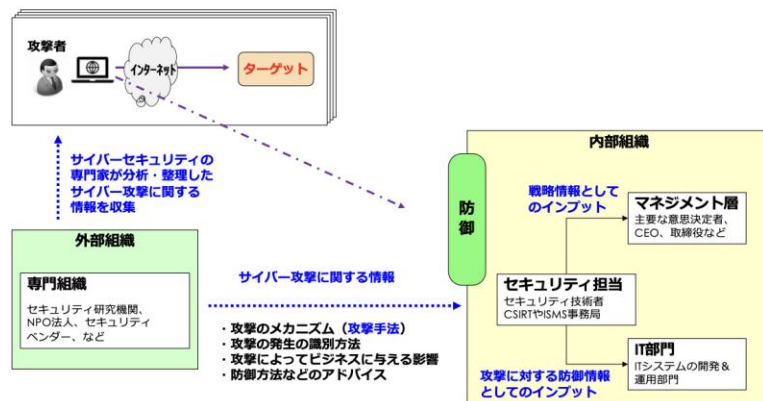 攻撃者
インターネット
ターゲット
サイバーセキュリティの
専門家が分析・整理した
サイバー攻撃に関する
情報を収集
外部組織
専門組織
セキュリティ研究機関、
NPO法人、セキュリティ
ベンダー、など
サイバー攻撃に関する情報
・攻撃のメカニズム（攻撃手法）
・攻撃の発生の識別方法
・攻撃によってビジネスに与える影響
・防御方法などのアドバイス
内部組織
防御
戦略情報として
のインプット
マネジメント層
主要な意思決定者、
CEO、取締役など
セキュリティ担当
セキュリティ技術者
CSIRTやISMS事務局
IT部門
ITシステムの開発＆
運用部門
攻撃に対する防御情報
としてのインプット